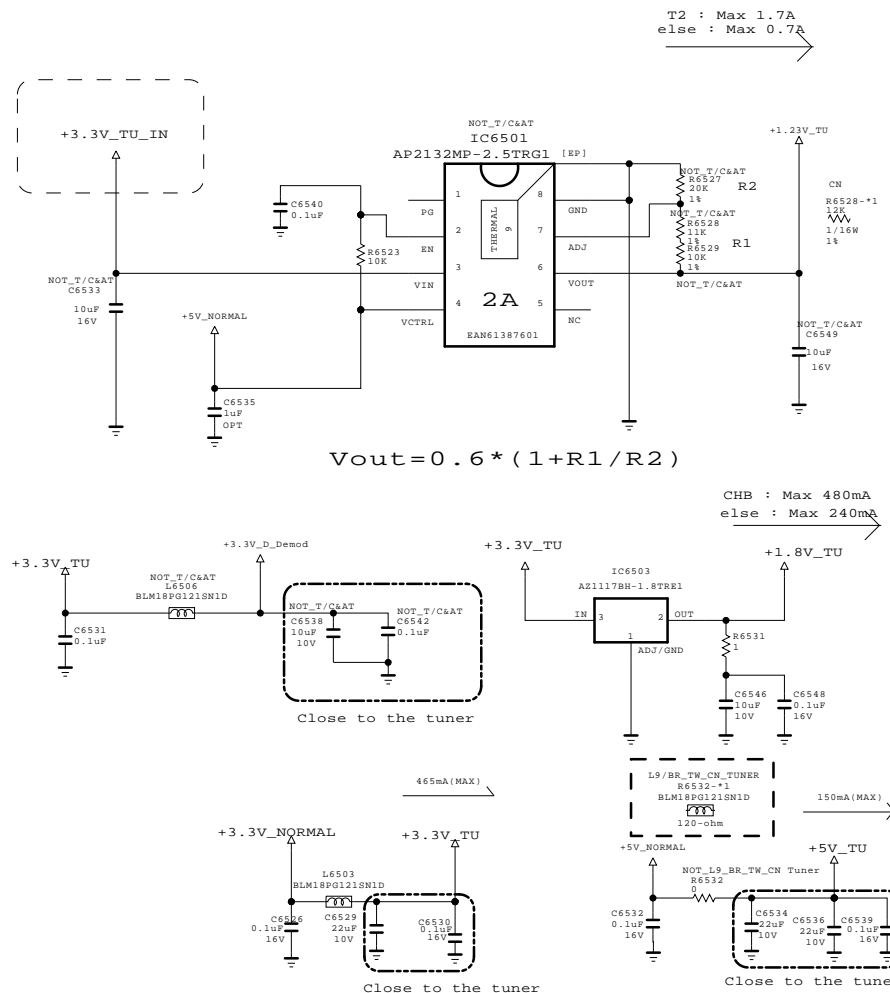 T2 : Max 1.7A
else : Max 0.7A
+3.3V_TU_IN
NOT_T/C&AT
IC6501
AP2132MP-2.5TRG1 [EP]
+1.23V_TU
C6540
0.1uF
1
PG
2
EN
3
VIN
4
VCTRL
THERMAL
9
8
GND
7
ADJ
6
VOUT
5
NC
2A
EAN61387601
R6523
10K
NOT_T/C&AT
R6527
20K
1%
R2
NOT_T/C&AT
R6528
11K
1%
R6529
10K
1%
R1
NOT_T/C&AT
CN
R6528-*1
12K
1/16W
1%
NOT_T/C&AT
C6533
10uF
16V
+5V_NORMAL
C6535
1uF
OPT
NOT_T/C&AT
C6549
10uF
16V
Vout=0.6*(1+R1/R2)
CHB : Max 480mA
else : Max 240mA
+3.3V_TU
NOT_T/C&AT
L6506
BLM18PG121SN1D
+3.3V_D_Demod
C6531
0.1uF
NOT_T/C&AT
C6538
10uF
10V
NOT_T/C&AT
C6542
0.1uF
Close to the tuner
+3.3V_TU
IC6503
AZ1117BH-1.8TRE1
IN
3
2
OUT
1
ADJ/GND
+1.8V_TU
R6531
1
C6546
10uF
10V
C6548
0.1uF
16V
465mA(MAX)
+3.3V_NORMAL
+3.3V_TU
L6503
BLM18PG121SN1D
C6526
0.1uF
16V
C6529
22uF
10V
C6530
0.1uF
16V
Close to the tuner
L9/BR_TW_CN_TUNER
R6532-*1
BLM18PG121SN1D
120-ohm
150mA(MAX)
+5V_NORMAL
+5V_TU
NOT_L9_BR_TW_CN Tuner
R6532
0
C6532
0.1uF
16V
C6534
22uF
10V
C6536
22uF
10V
C6539
0.1uF
16V
Close to the tune